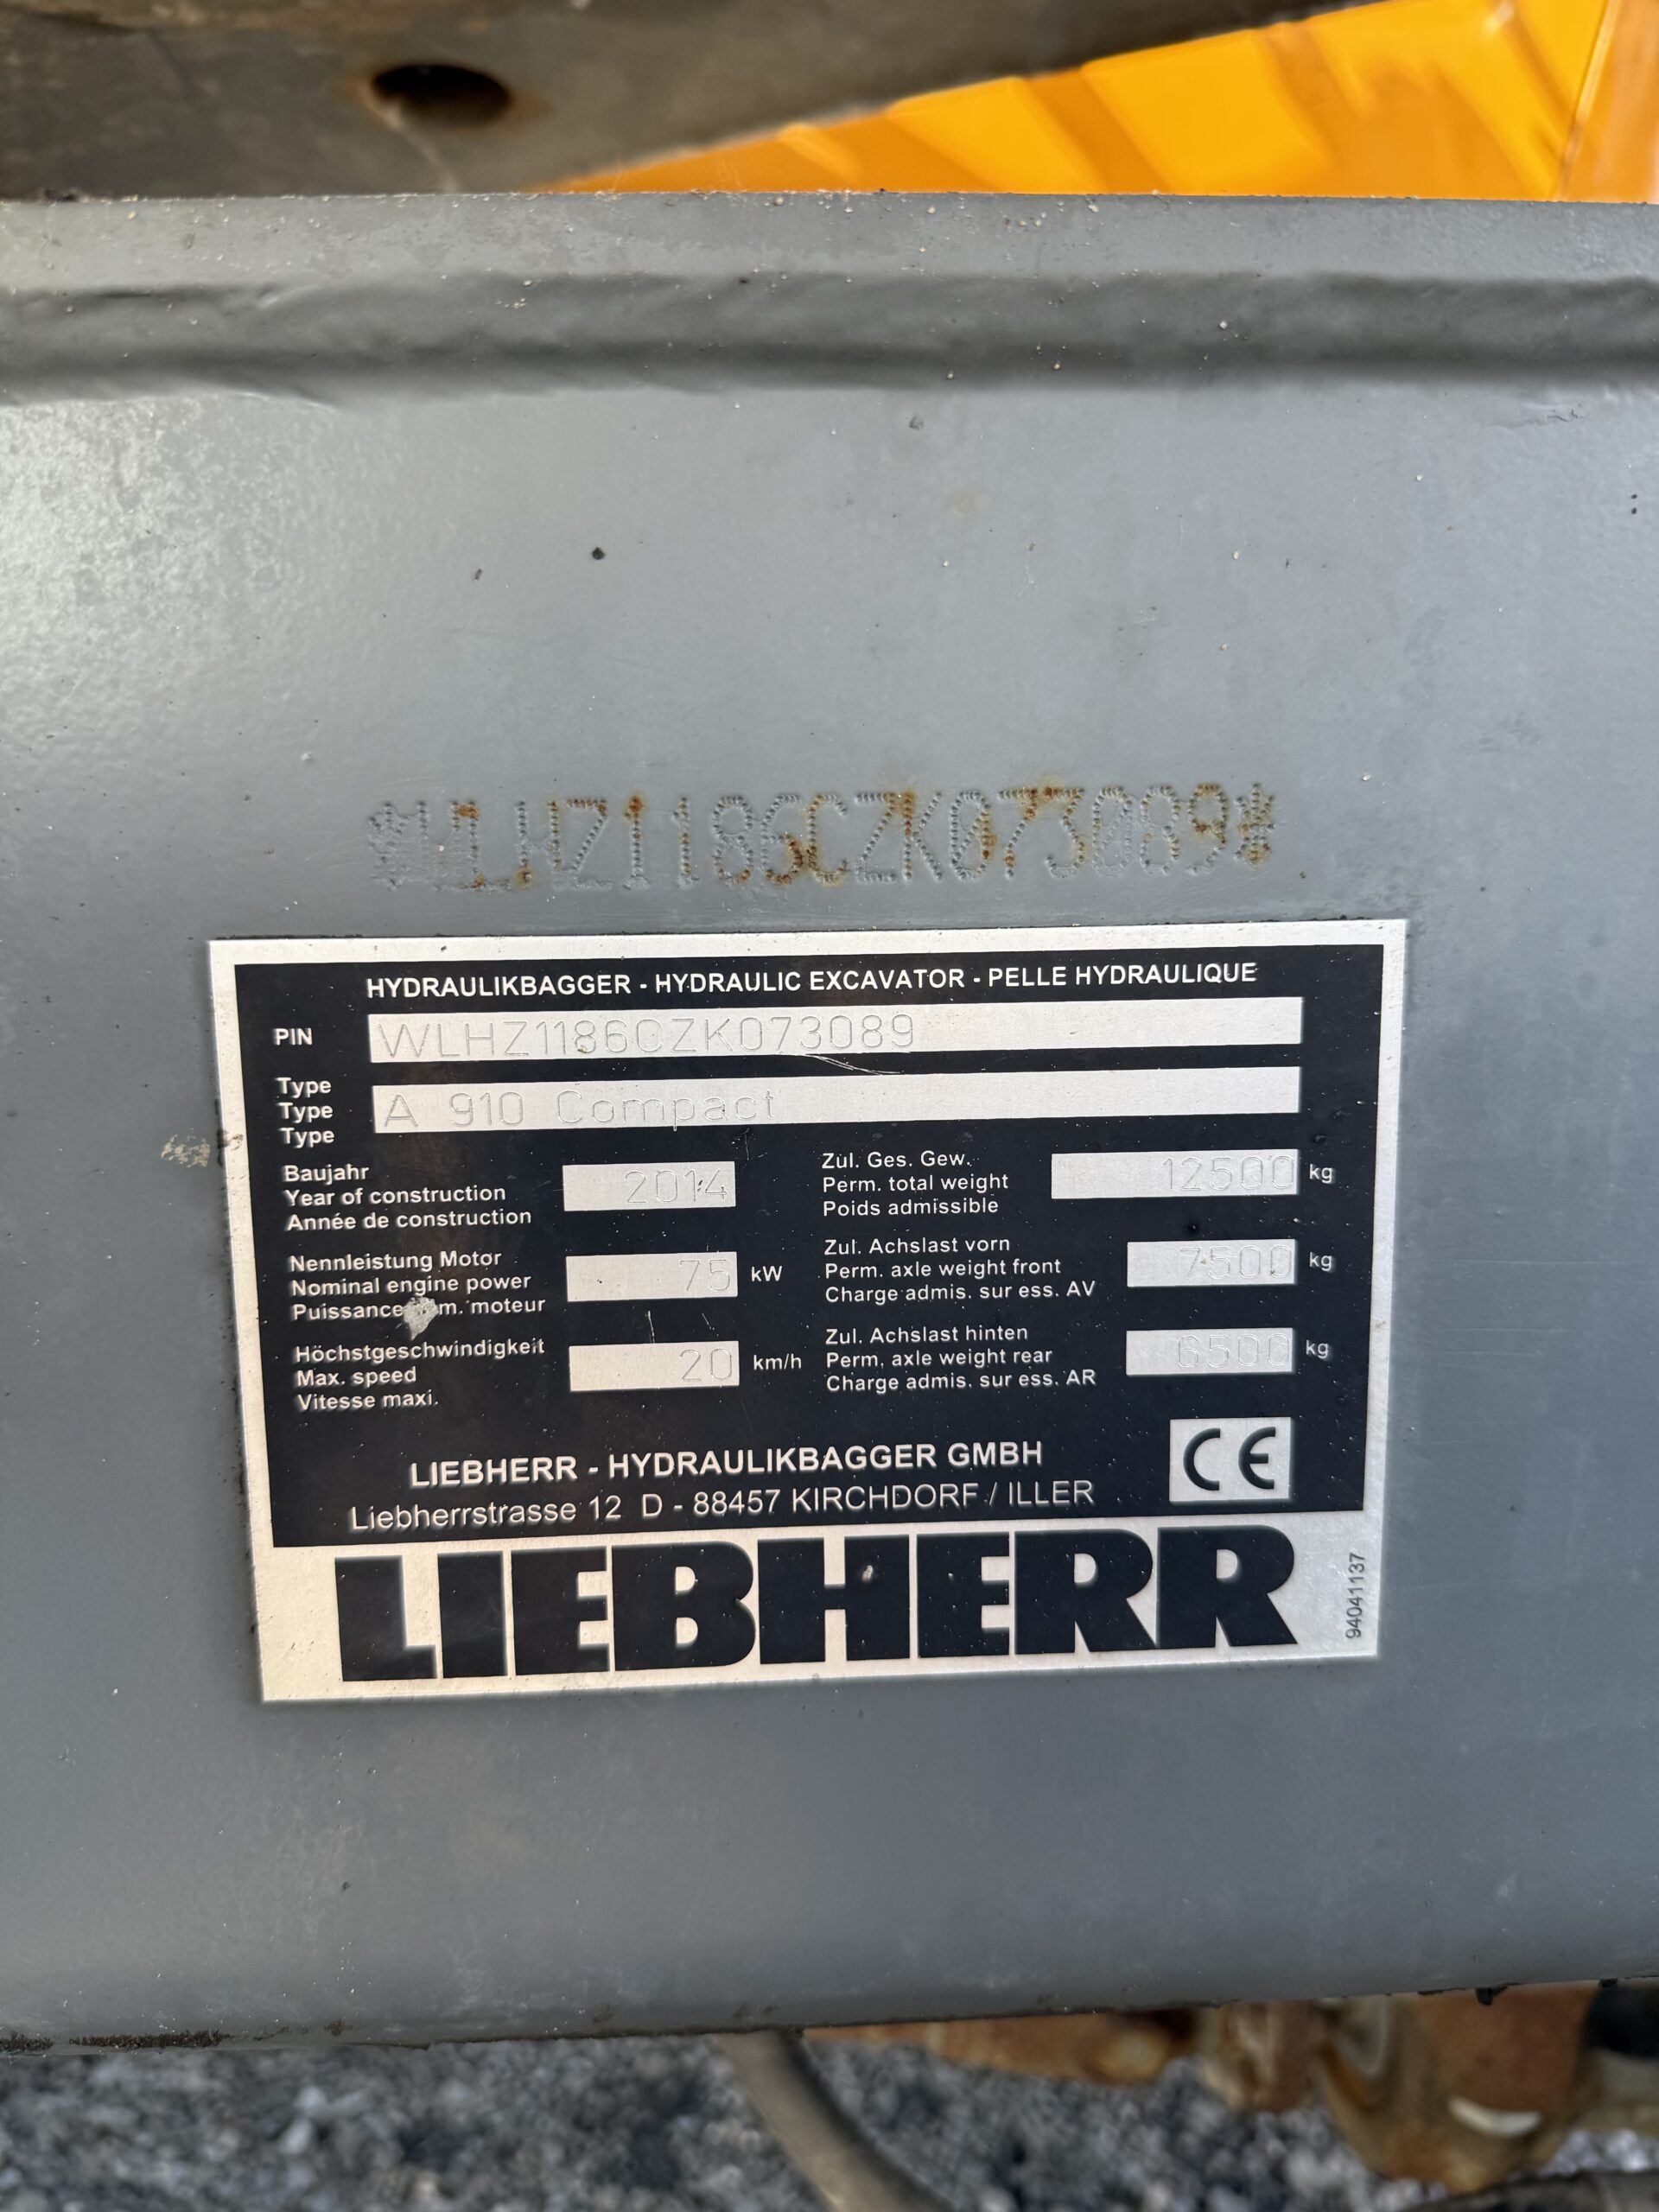 *WLHZ1186CZK073089*
HYDRAULIKBAGGER - HYDRAULIC EXCAVATOR - PELLE HYDRAULIQUE
PIN WLHZ1186CZK073089
Type
Type A 910 Compact
Type
Baujahr
Year of construction 2014
Année de construction
Zul. Ges. Gew.
Perm. total weight 12500 kg
Poids admissible
Nennleistung Motor
Nominal engine power 75 kW
Puissance m. moteur
Zul. Achslast vorn
Perm. axle weight front 7500 kg
Charge admis. sur ess. AV
Höchstgeschwindigkeit
Max. speed 20 km/h
Vitesse maxi.
Zul. Achslast hinten
Perm. axle weight rear 6500 kg
Charge admis. sur ess. AR
LIEBHERR - HYDRAULIKBAGGER GMBH
Liebherrstrasse 12 D - 88457 KIRCHDORF / ILLER
CE
LIEBHERR
94041137